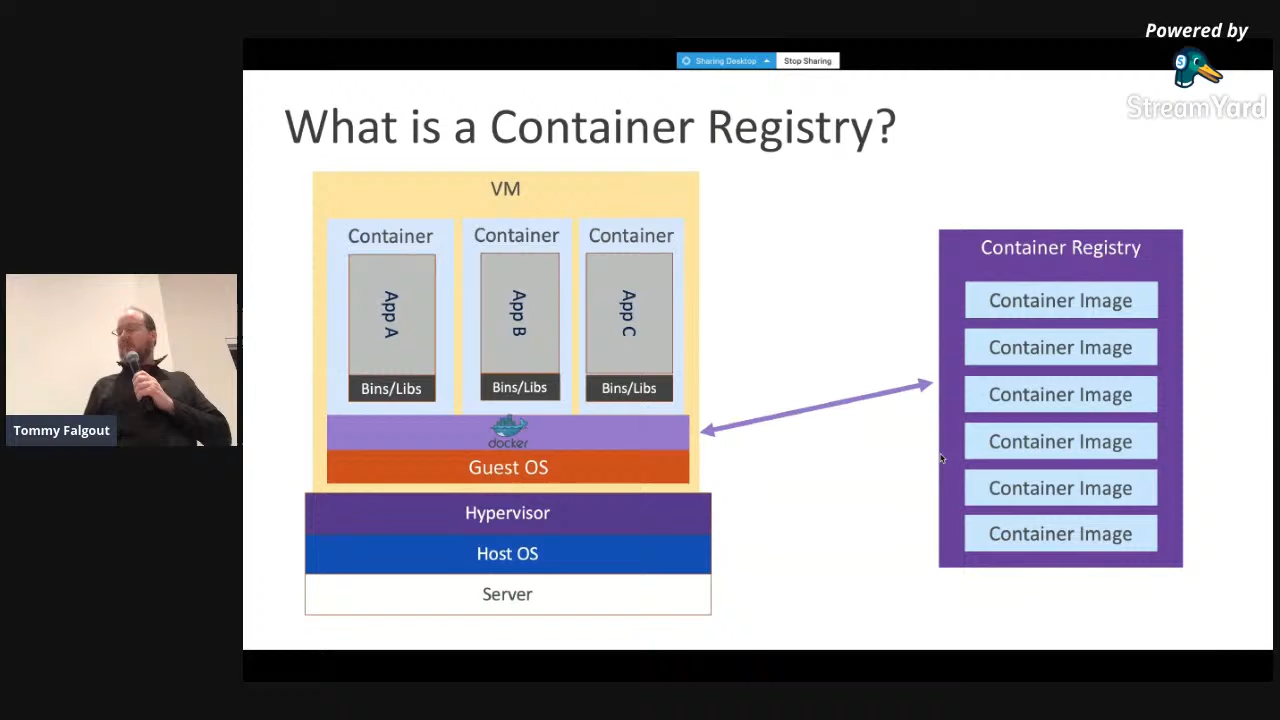 Powered by
StreamYard
Sharing Desktop
Stop Sharing
What is a Container Registry?
VM
Container
Container
Container
App A
App B
App C
Bins/Libs
Bins/Libs
Bins/Libs
docker
Guest OS
Hypervisor
Host OS
Server
Container Registry
Container Image
Container Image
Container Image
Container Image
Container Image
Container Image
Tommy Falgout